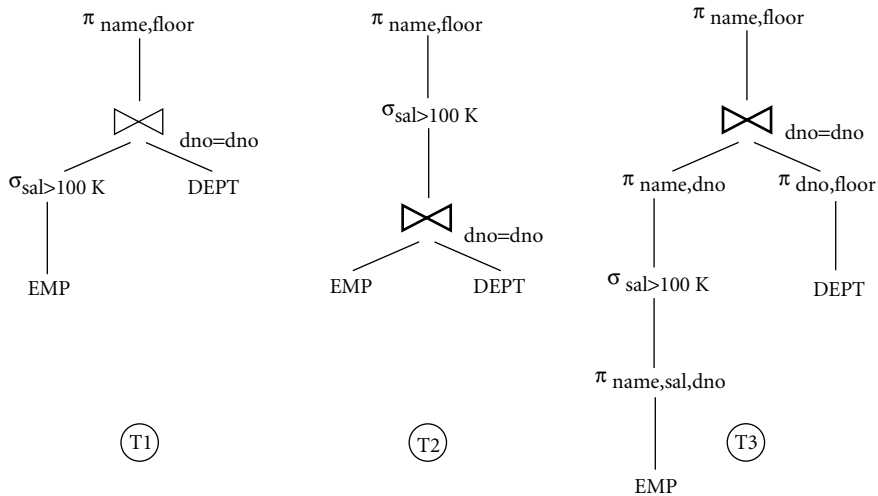 π name,floor
dno=dno
σsal>100 K
DEPT
EMP
T1
π name,floor
σsal>100 K
dno=dno
EMP
DEPT
T2
π name,floor
dno=dno
π name,dno
π dno,floor
σ sal>100 K
DEPT
π name,sal,dno
T3
EMP